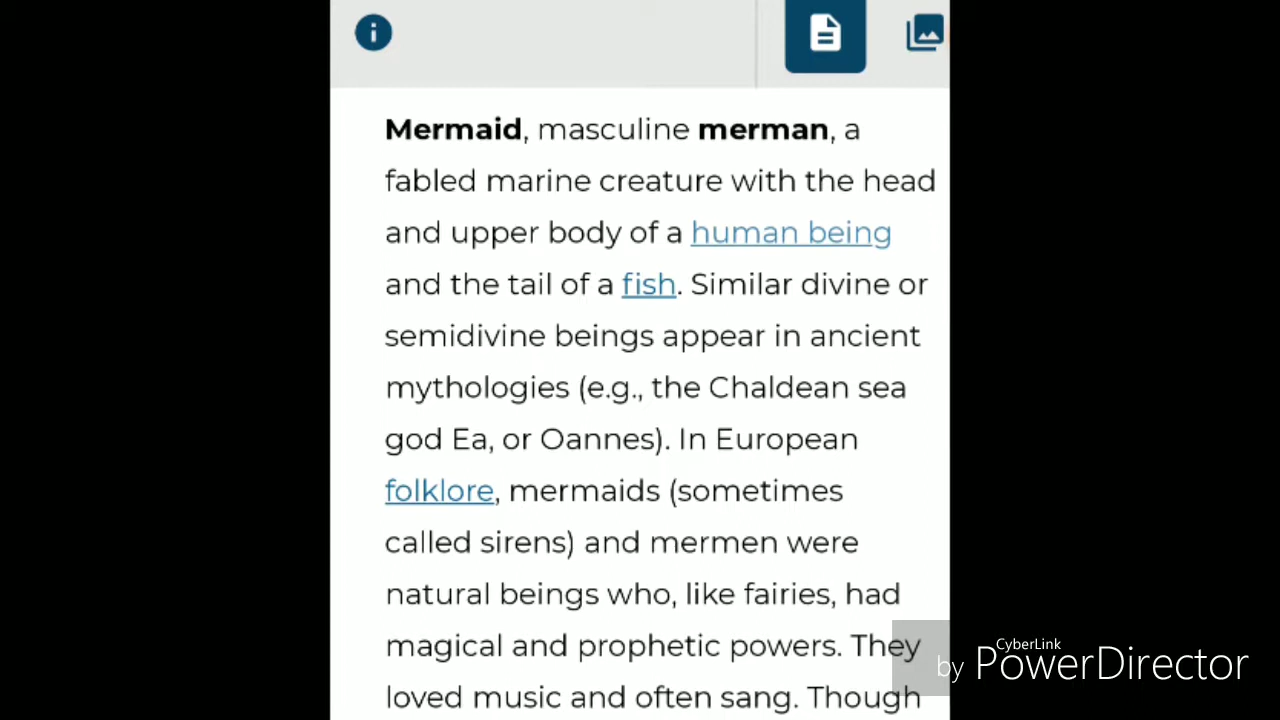 Mermaid, masculine merman, a
fabled marine creature with the head
and upper body of a human being
and the tail of a fish. Similar divine or
semidivine beings appear in ancient
mythologies (e.g., the Chaldean sea
god Ea, or Oannes). In European
folklore, mermaids (sometimes
called sirens) and mermen were
natural beings who, like fairies, had
magical and prophetic powers. They
loved music and often sang. Though
CyberLink
by PowerDirector